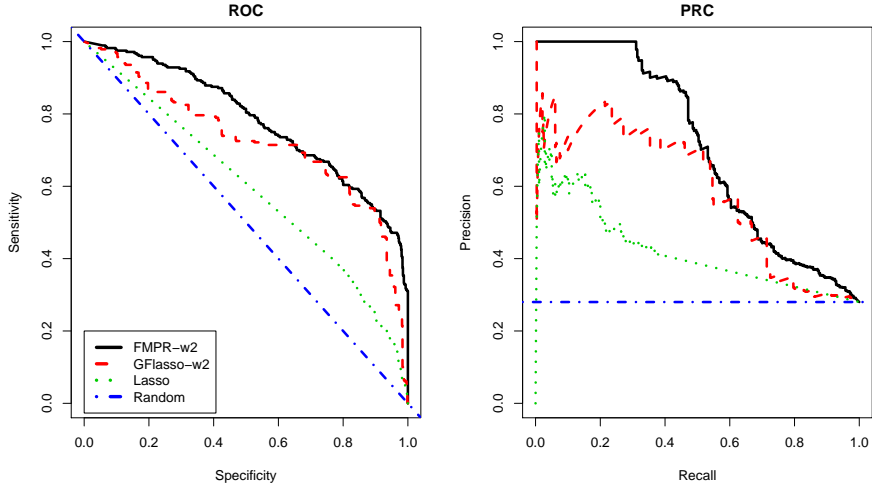 ROC
Sensitivity
1.0
0.8
0.6
0.4
0.2
0.0
FMPR-w2
GFlasso-w2
Lasso
Random
0.0 0.2 0.4 0.6 0.8 1.0
Specificity
PRC
Precision
1.0
0.8
0.6
0.4
0.2
0.0
0.0 0.2 0.4 0.6 0.8 1.0
Recall